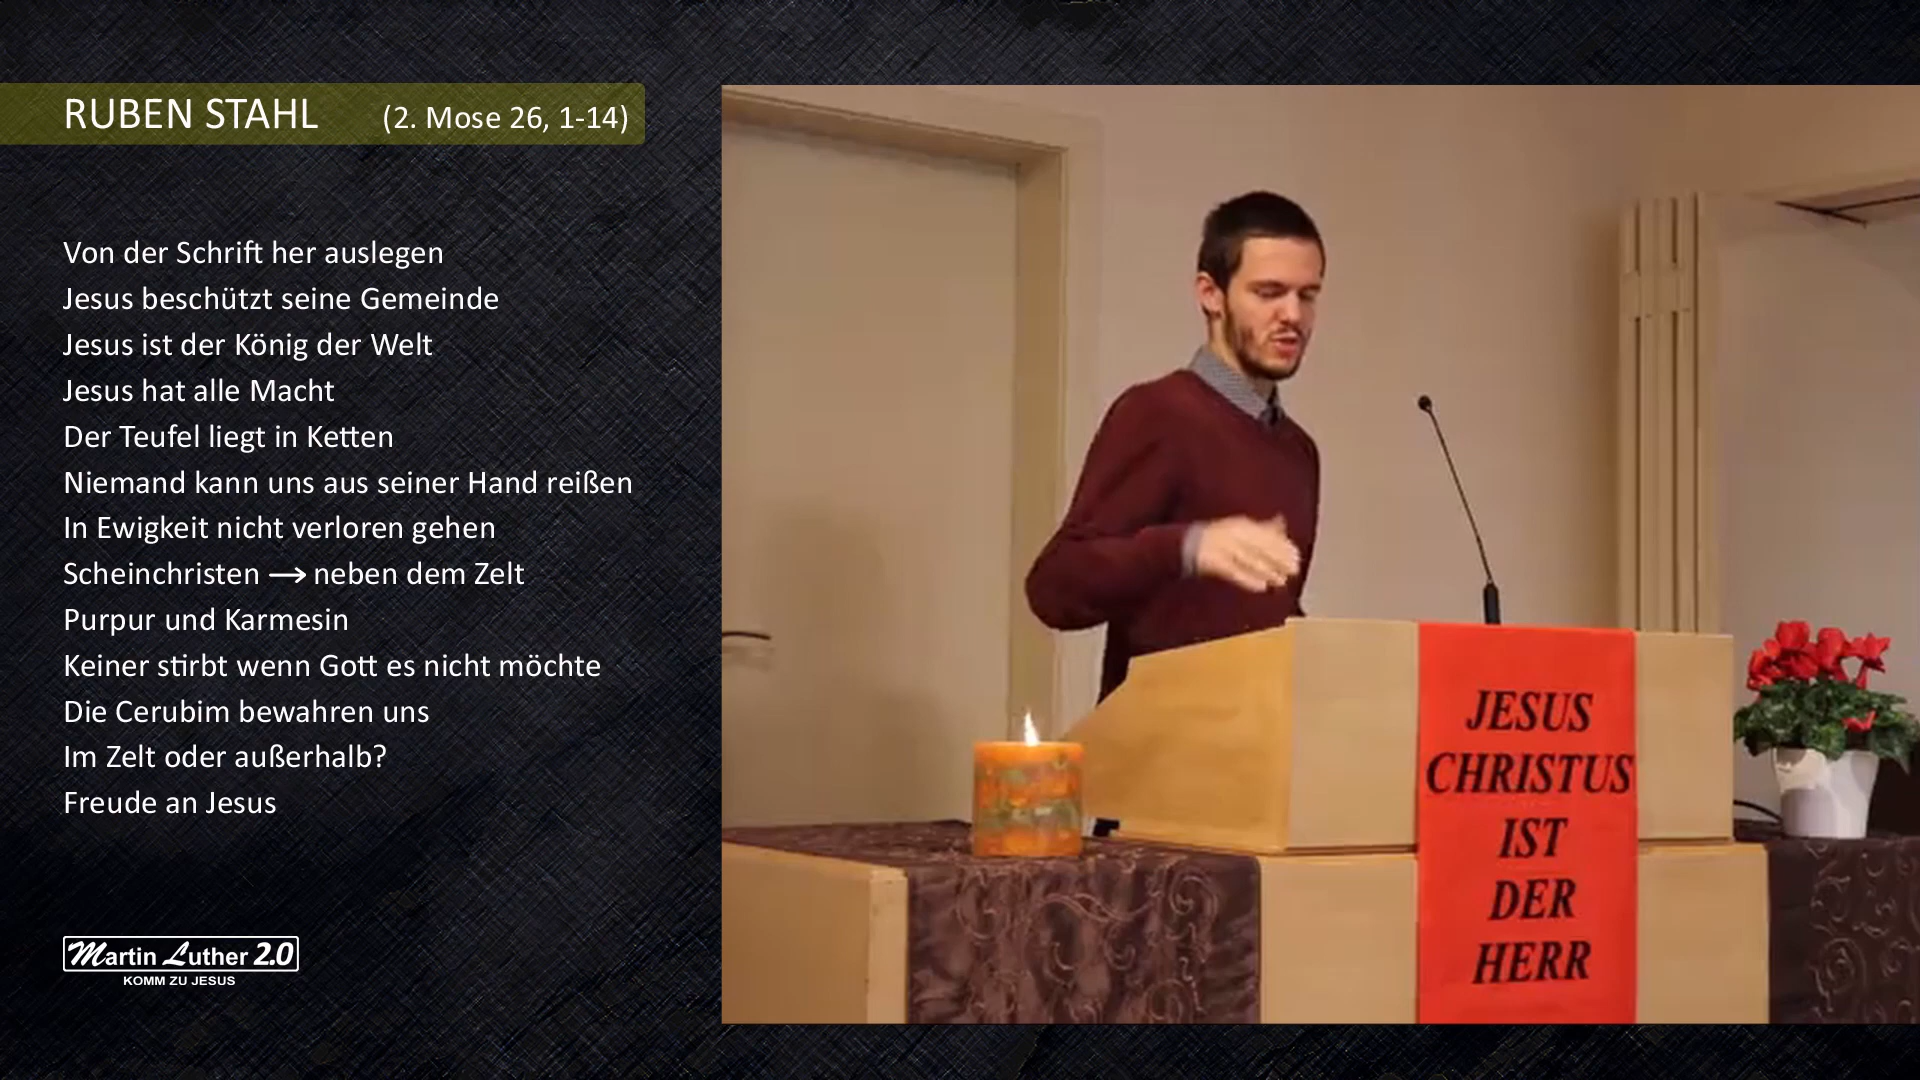 RUBEN STAHL (2. Mose 26, 1-14)
Von der Schrift her auslegen
Jesus beschützt seine Gemeinde
Jesus ist der König der Welt
Jesus hat alle Macht
Der Teufel liegt in Ketten
Niemand kann uns aus seiner Hand reißen
In Ewigkeit nicht verloren gehen
Scheinchristen → neben dem Zelt
Purpur und Karmesin
Keiner stirbt wenn Gott es nicht möchte
Die Cerubim bewahren uns
Im Zelt oder außerhalb?
Freude an Jesus
Martin Luther 2.0
KOMM ZU JESUS
JESUS
CHRISTUS
IST
DER
HERR